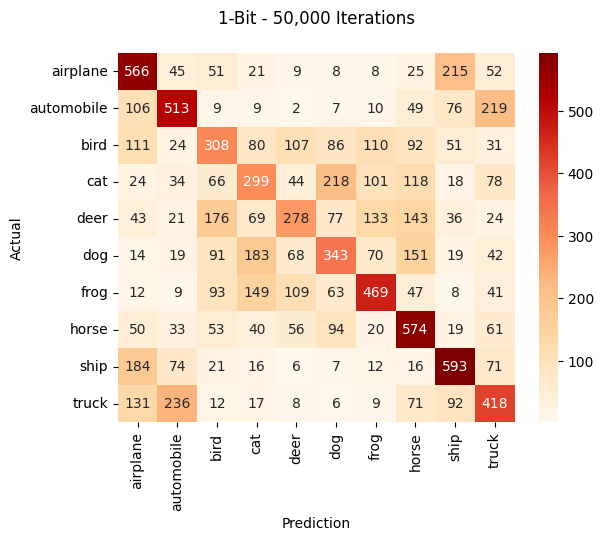 1-Bit - 50,000 Iterations
airplane 566 45 51 21 9 8 8 25 215 52
automobile 106 513 9 9 2 7 10 49 76 219
bird 111 24 308 80 107 86 110 92 51 31
cat 24 34 66 299 44 218 101 118 18 78
deer 43 21 176 69 278 77 133 143 36 24
dog 14 19 91 183 68 343 70 151 19 42
frog 12 9 93 149 109 63 469 47 8 41
horse 50 33 53 40 56 94 20 574 19 61
ship 184 74 21 16 6 7 12 16 593 71
truck 131 236 12 17 8 6 9 71 92 418
airplane automobile bird cat deer dog frog horse ship truck
Prediction
Actual
500
400
300
200
100